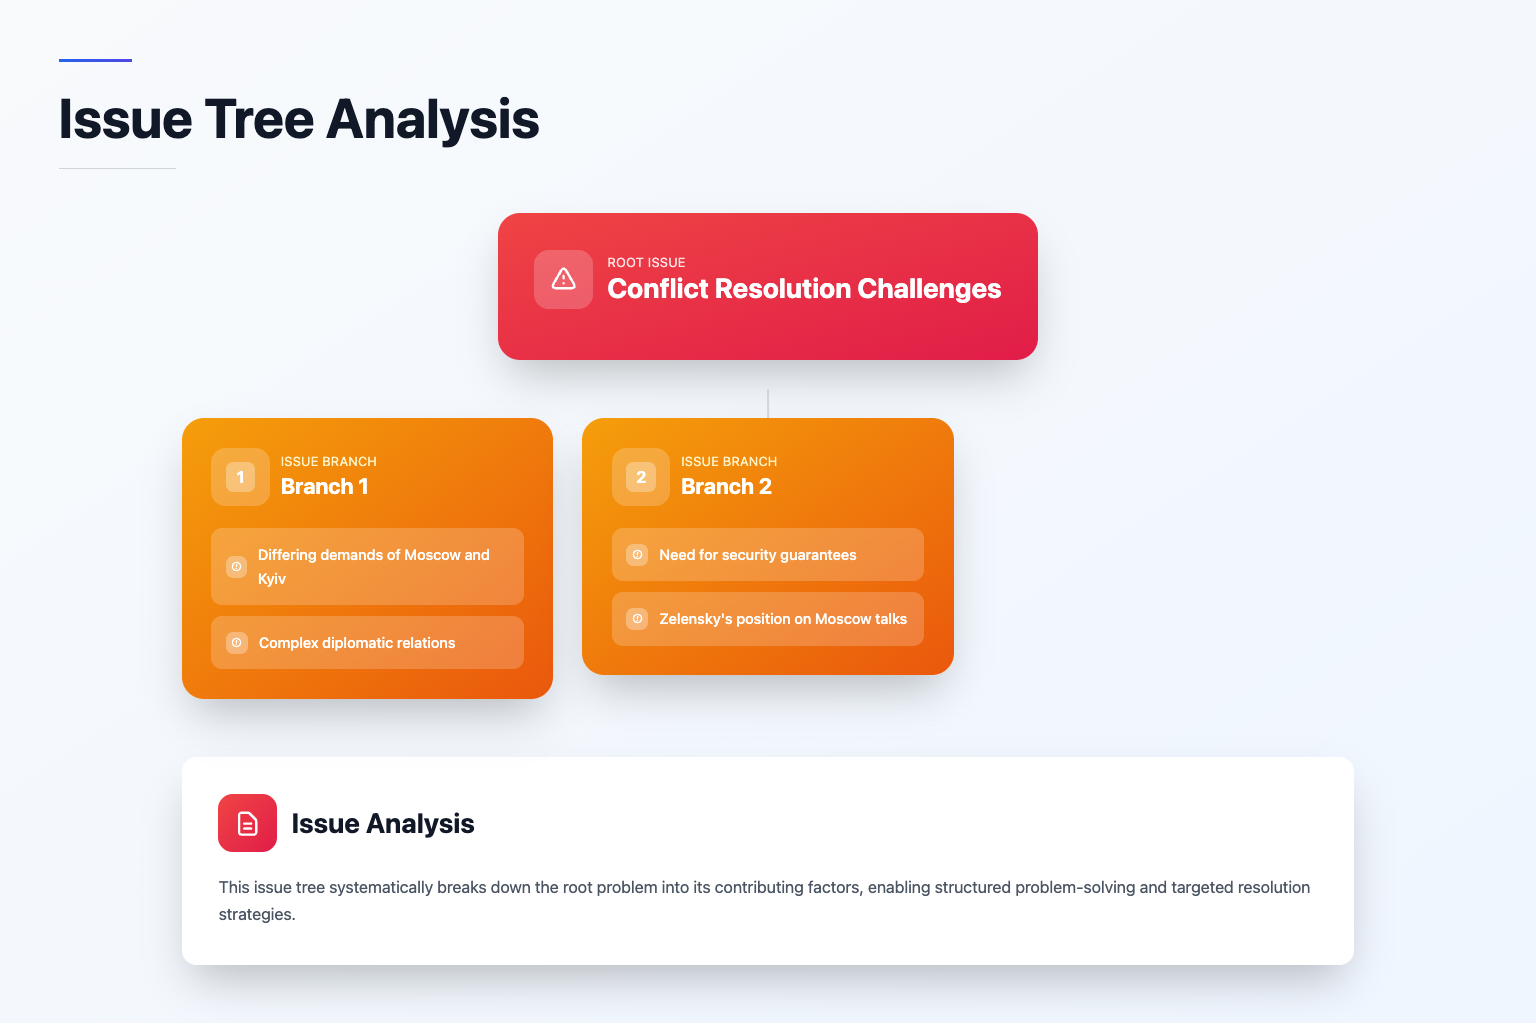 Issue Tree Analysis
ROOT ISSUE
Conflict Resolution Challenges
1
ISSUE BRANCH
Branch 1
Differing demands of Moscow and
Kyiv
Complex diplomatic relations
2
ISSUE BRANCH
Branch 2
Need for security guarantees
Zelensky's position on Moscow talks
Issue Analysis
This issue tree systematically breaks down the root problem into its contributing factors, enabling structured problem-solving and targeted resolution
strategies.